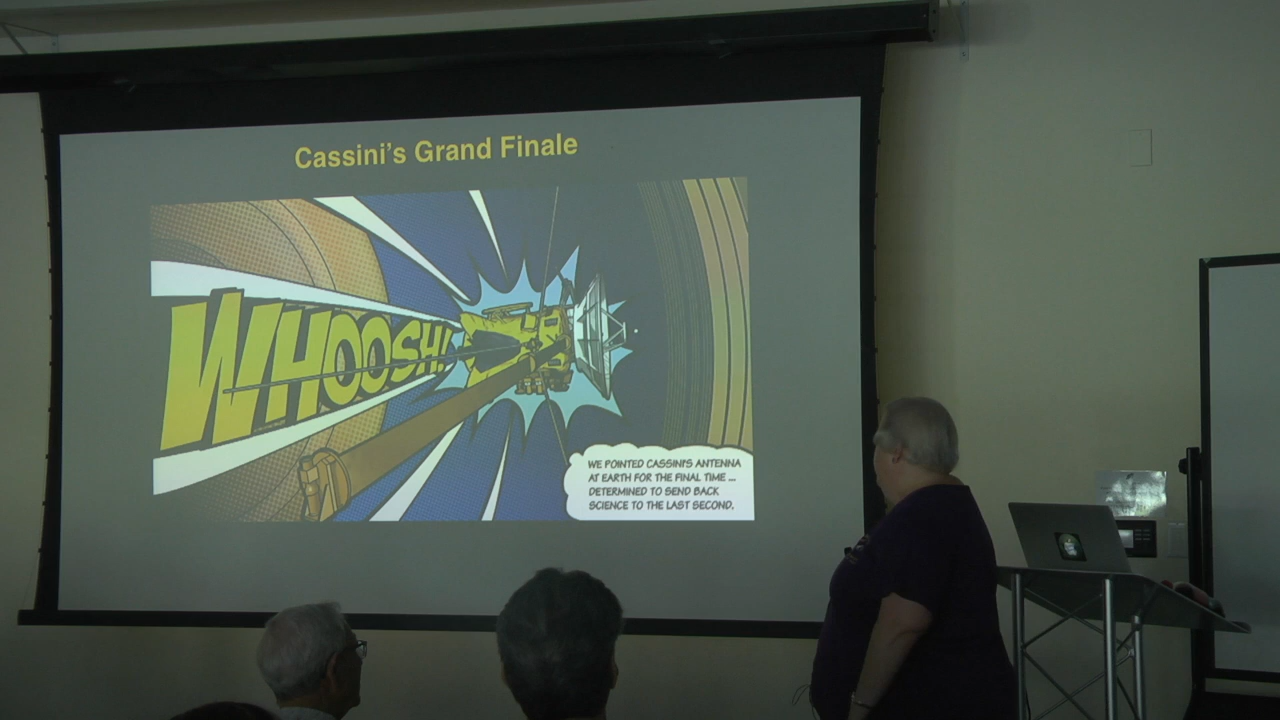 Cassini's Grand Finale
WHOOSH!
WE POINTED CASSINI'S ANTENNA
AT EARTH FOR THE FINAL TIME ...
DETERMINED TO SEND BACK
SCIENCE TO THE LAST SECOND.